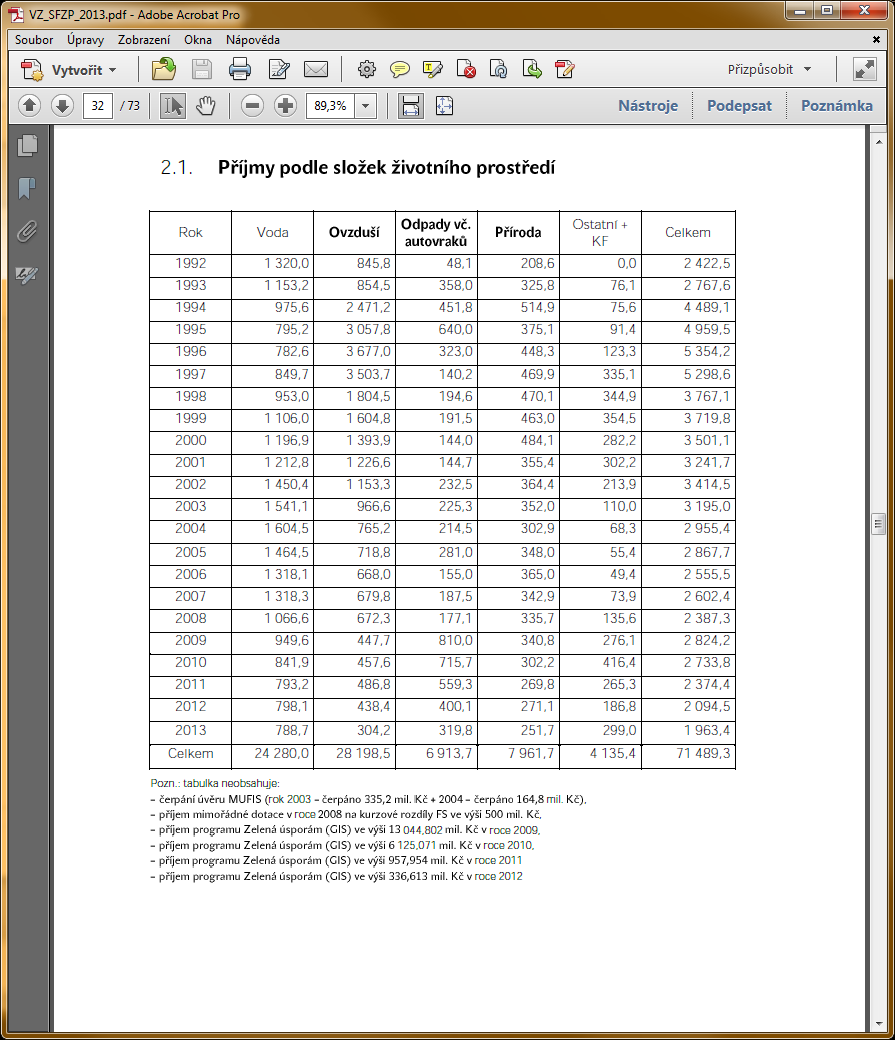 VZ_SFZP_2013.pdf - Adobe Acrobat Pro
Soubor Úpravy Zobrazení Okna Nápověda
Vytvořit Přizpůsobit
32 / 73 89,3% Nástroje Podepsat Poznámka
2.1. Příjmy podle složek životního prostředí
Rok Voda Ovzduší Odpady vč. autovraků Příroda Ostatní + KF Celkem
1992 1 320,0 845,8 48,1 208,6 0,0 2 422,5
1993 1 153,2 854,5 358,0 325,8 76,1 2 767,6
1994 975,6 2 471,2 451,8 514,9 75,6 4 489,1
1995 795,2 3 057,8 640,0 375,1 91,4 4 959,5
1996 782,6 3 677,0 323,0 448,3 123,3 5 354,2
1997 849,7 3 503,7 140,2 469,9 335,1 5 298,6
1998 953,0 1 804,5 194,6 470,1 344,9 3 767,1
1999 1 106,0 1 604,8 191,5 463,0 354,5 3 719,8
2000 1 196,9 1 393,9 144,0 484,1 282,2 3 501,1
2001 1 212,8 1 226,6 144,7 355,4 302,2 3 241,7
2002 1 450,4 1 153,3 232,5 364,4 213,9 3 414,5
2003 1 541,1 966,6 225,3 352,0 110,0 3 195,0
2004 1 604,5 765,2 214,5 302,9 68,3 2 955,4
2005 1 464,5 718,8 281,0 348,0 55,4 2 867,7
2006 1 318,1 668,0 155,0 365,0 49,4 2 555,5
2007 1 318,3 679,8 187,5 342,9 73,9 2 602,4
2008 1 066,6 672,3 177,1 335,7 135,6 2 387,3
2009 949,6 447,7 810,0 340,8 276,1 2 824,2
2010 841,9 457,6 715,7 302,2 416,4 2 733,8
2011 793,2 486,8 559,3 269,8 265,3 2 374,4
2012 798,1 438,4 400,1 271,1 186,8 2 094,5
2013 788,7 304,2 319,8 251,7 299,0 1 963,4
Celkem 24 280,0 28 198,5 6 913,7 7 961,7 4 135,4 71 489,3
Pozn.: tabulka neobsahuje:
– čerpání úvěru MUFIS (rok 2003 – čerpáno 335,2 mil. Kč + 2004 – čerpáno 164,8 mil. Kč),
– příjem mimořádné dotace v roce 2008 na kurzové rozdíly FS ve výši 500 mil. Kč,
– příjem programu Zelená úsporám (GIS) ve výši 13 044,802 mil. Kč v roce 2009,
– příjem programu Zelená úsporám (GIS) ve výši 6 125,071 mil. Kč v roce 2010,
– příjem programu Zelená úsporám (GIS) ve výši 957,954 mil. Kč v roce 2011
– příjem programu Zelená úsporám (GIS) ve výši 336,613 mil. Kč v roce 2012